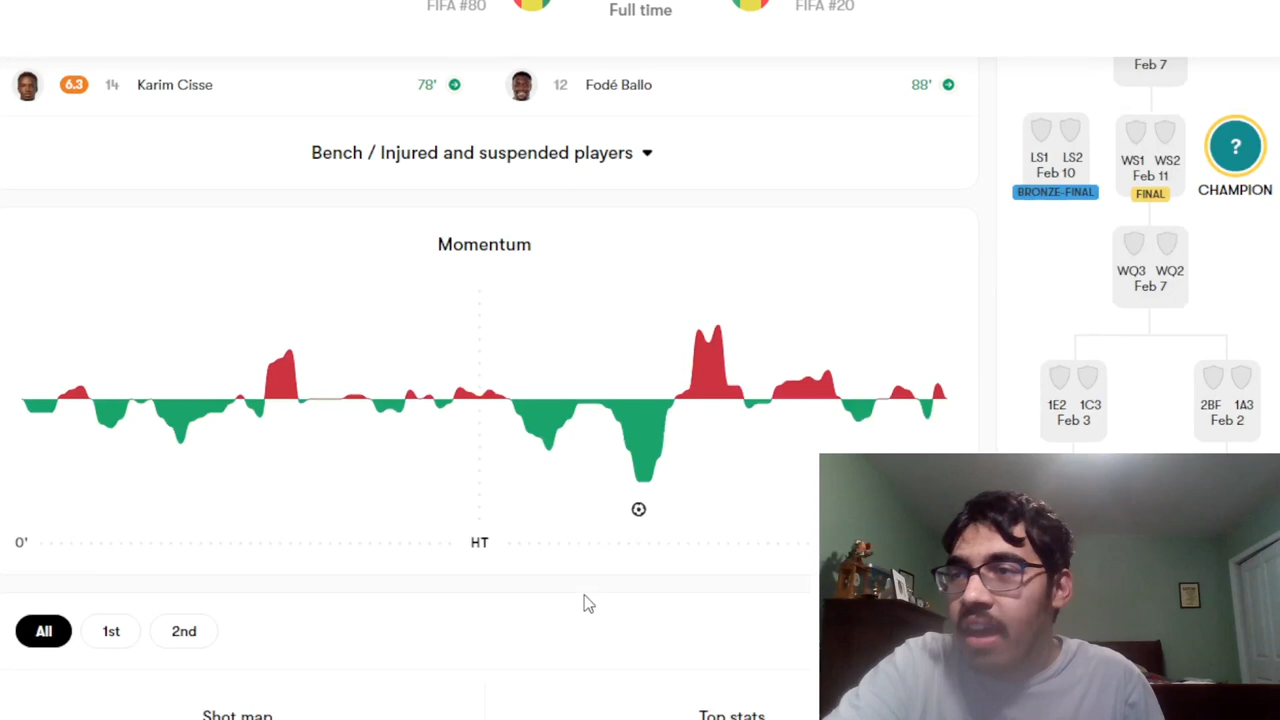 FIFA #80
Full time
FIFA #20
6.3 14 Karim Cisse 78'
12 Fodé Ballo 88'
Bench / Injured and suspended players
Momentum
0'
HT
All
1st
2nd
Shot map
Top stats
Feb 7
LS1 LS2
Feb 10
BRONZE-FINAL
WS1 WS2
Feb 11
FINAL
?
CHAMPION
WQ3 WQ2
Feb 7
1E2 1C3
Feb 3
2BF 1A3
Feb 2